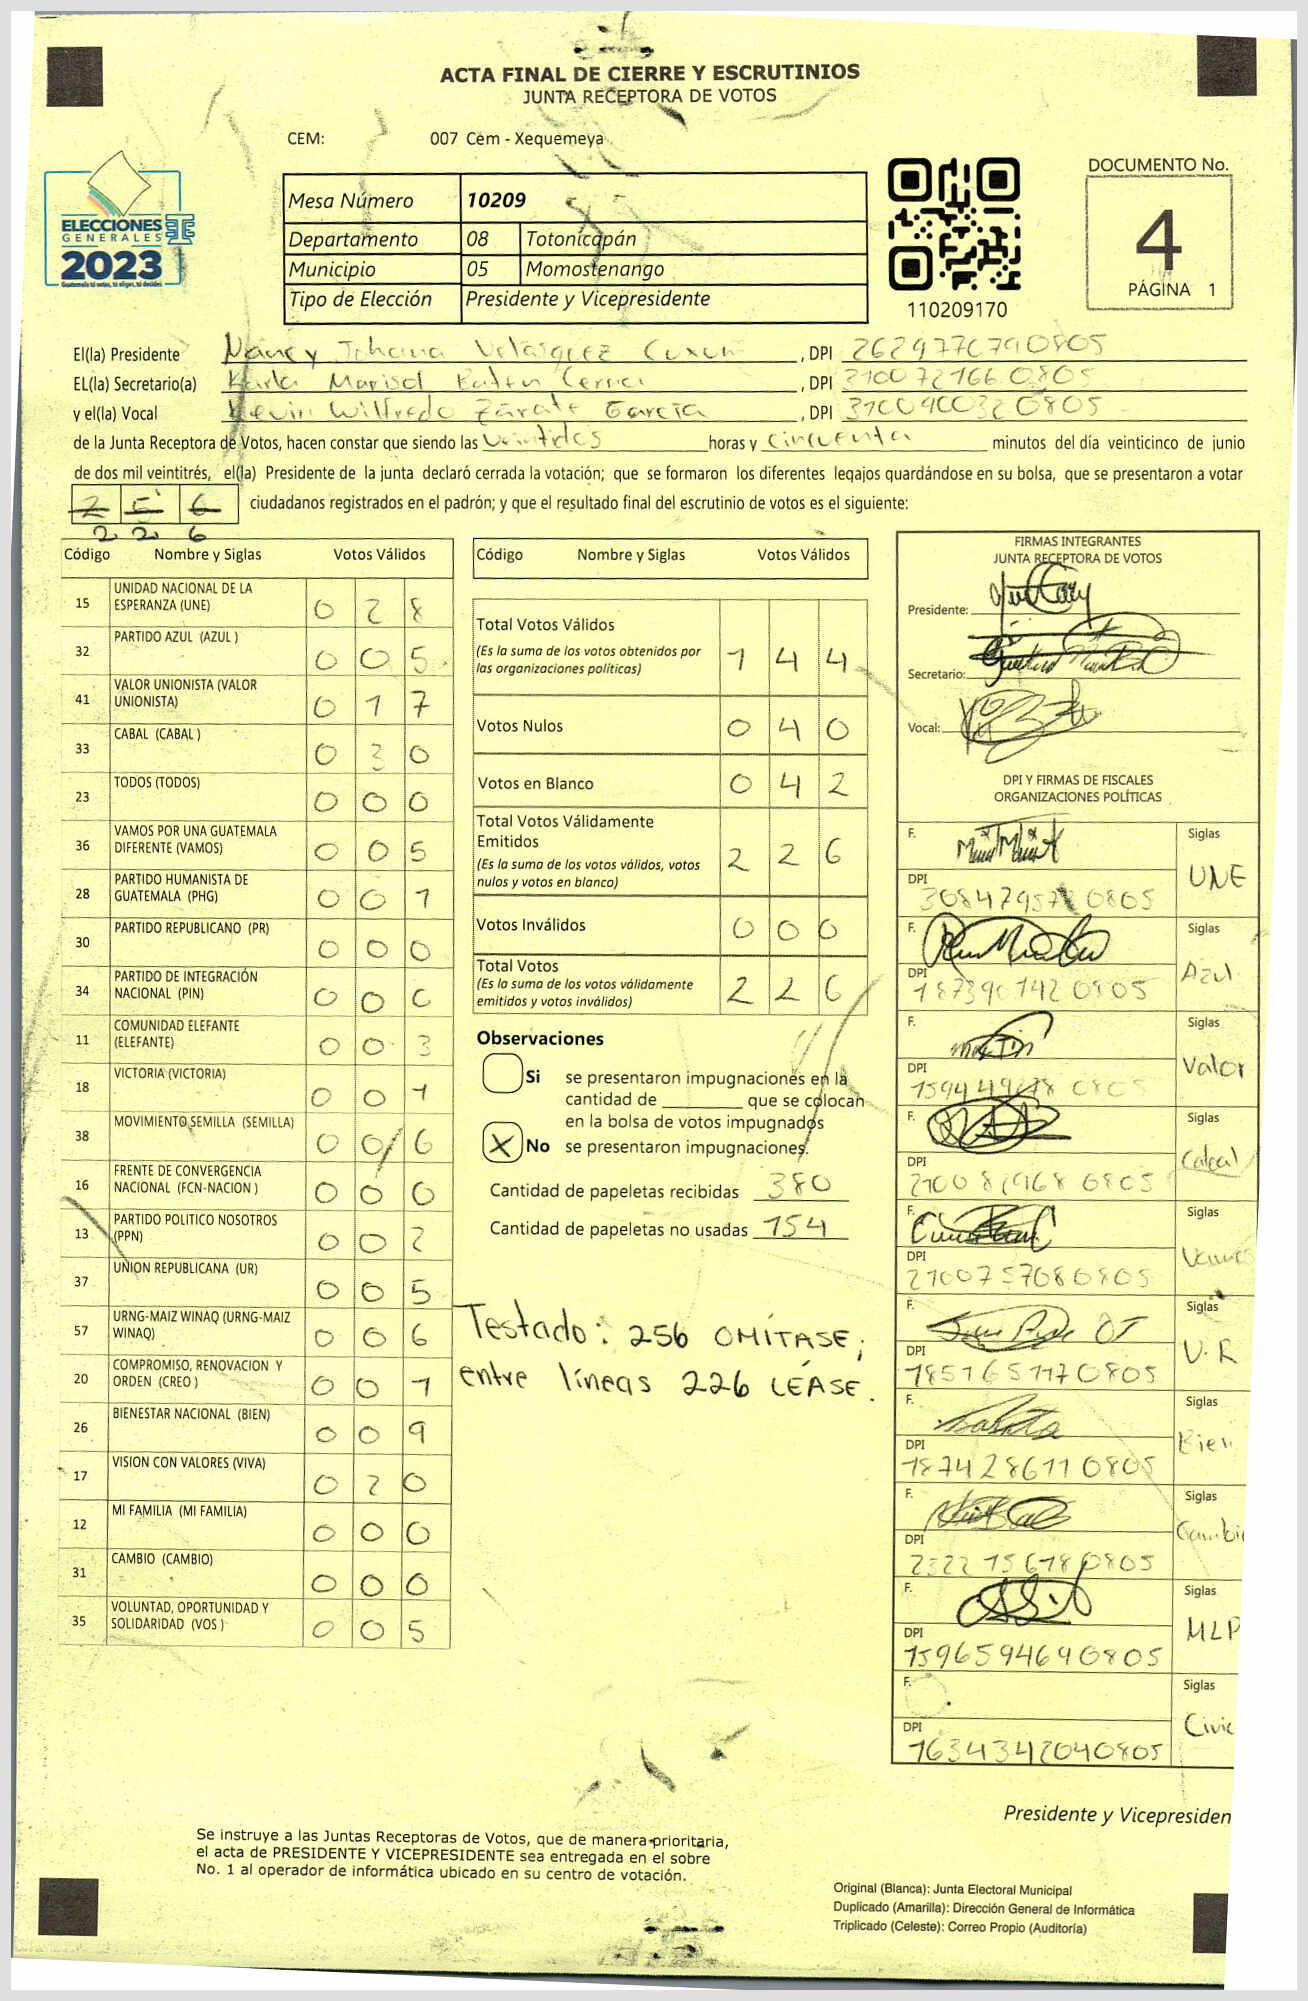 ACTA FINAL DE CIERRE Y ESCRUTINIOS
JUNTA RECEPTORA DE VOTOS
CEM: 007 Cem - Xequemeya
ELECCIONES
GENERALES
2023
Guatemala tú votas, tú eliges, tú decides
Mesa Número 10209
Departamento 08 Totonicapán
Municipio 05 Momostenango
Tipo de Elección Presidente y Vicepresidente
110209170
DOCUMENTO No.
4
PÁGINA 1
El(la) Presidente Nancy Johana Velásquez , DPI 2629776790805
EL(la) Secretario(a) Karla Marisol , DPI 3100721660805
y el(la) Vocal Kevin Wilfredo Zárate García , DPI 3100900320805
de la Junta Receptora de Votos, hacen constar que siendo las veintidos horas y cincuenta minutos del día veinticinco de junio
de dos mil veintitrés, el(la) Presidente de la junta declaró cerrada la votación; que se formaron los diferentes legajos quardándose en su bolsa, que se presentaron a votar
2 5 6 ciudadanos registrados en el padrón; y que el resultado final del escrutinio de votos es el siguiente:
2 2 6
Código Nombre y Siglas Votos Válidos
15 UNIDAD NACIONAL DE LA ESPERANZA (UNE) 0 2 8
32 PARTIDO AZUL (AZUL ) 0 0 5
41 VALOR UNIONISTA (VALOR UNIONISTA) 0 1 7
33 CABAL (CABAL ) 0 3 0
23 TODOS (TODOS) 0 0 0
36 VAMOS POR UNA GUATEMALA DIFERENTE (VAMOS) 0 0 5
28 PARTIDO HUMANISTA DE GUATEMALA (PHG) 0 0 1
30 PARTIDO REPUBLICANO (PR) 0 0 0
34 PARTIDO DE INTEGRACIÓN NACIONAL (PIN) 0 0 0
11 COMUNIDAD ELEFANTE (ELEFANTE) 0 0 3
18 VICTORIA (VICTORIA) 0 0 1
38 MOVIMIENTO SEMILLA (SEMILLA) 0 0 6
16 FRENTE DE CONVERGENCIA NACIONAL (FCN-NACION ) 0 0 0
13 PARTIDO POLITICO NOSOTROS (PPN) 0 0 2
37 UNION REPUBLICANA (UR) 0 0 5
57 URNG-MAIZ WINAQ (URNG-MAIZ WINAQ) 0 0 6
20 COMPROMISO, RENOVACION Y ORDEN (CREO ) 0 0 1
26 BIENESTAR NACIONAL (BIEN) 0 0 9
17 VISION CON VALORES (VIVA) 0 2 0
12 MI FAMILIA (MI FAMILIA) 0 0 0
31 CAMBIO (CAMBIO) 0 0 0
35 VOLUNTAD, OPORTUNIDAD Y SOLIDARIDAD (VOS ) 0 0 5
Código Nombre y Siglas Votos Válidos
Total Votos Válidos 1 4 4
(Es la suma de los votos obtenidos por
las organizaciones políticas)
Votos Nulos 0 4 0
Votos en Blanco 0 4 2
Total Votos Válidamente
Emitidos 2 2 6
(Es la suma de los votos válidos, votos
nulos y votos en blanco)
Votos Inválidos 0 0 0
Total Votos 2 2 6
(Es la suma de los votos válidamente
emitidos y votos inválidos)
Observaciones
Si se presentaron impugnaciones en la
cantidad de ________ que se colocan
en la bolsa de votos impugnados
X No se presentaron impugnaciones.
Cantidad de papeletas recibidas 380
Cantidad de papeletas no usadas 154
Testado: 256 OMÍTASE;
entre líneas 226 LÉASE.
FIRMAS INTEGRANTES
JUNTA RECEPTORA DE VOTOS
Presidente:
Secretario:
Vocal:
DPI Y FIRMAS DE FISCALES
ORGANIZACIONES POLÍTICAS
F. Siglas
UNE
DPI
F. Siglas
Azul
DPI
1873901420805
F. Siglas
Valor
DPI
F. Siglas
Cabal
DPI
F. Siglas
Vamos
DPI
2100757080805
F. Siglas
U.R
DPI
1851651170805
F. Siglas
Bien
DPI
1874286110805
F. Siglas
Cambio
DPI
2322156780805
F. Siglas
MLP
DPI
1596594690805
F. Siglas
Civic
DPI
1634342040805
Presidente y Vicepresiden
Se instruye a las Juntas Receptoras de Votos, que de manera prioritaria,
el acta de PRESIDENTE Y VICEPRESIDENTE sea entregada en el sobre
No. 1 al operador de informática ubicado en su centro de votación.
Original (Blanca): Junta Electoral Municipal
Duplicado (Amarilla): Dirección General de Informática
Triplicado (Celeste): Correo Propio (Auditoría)